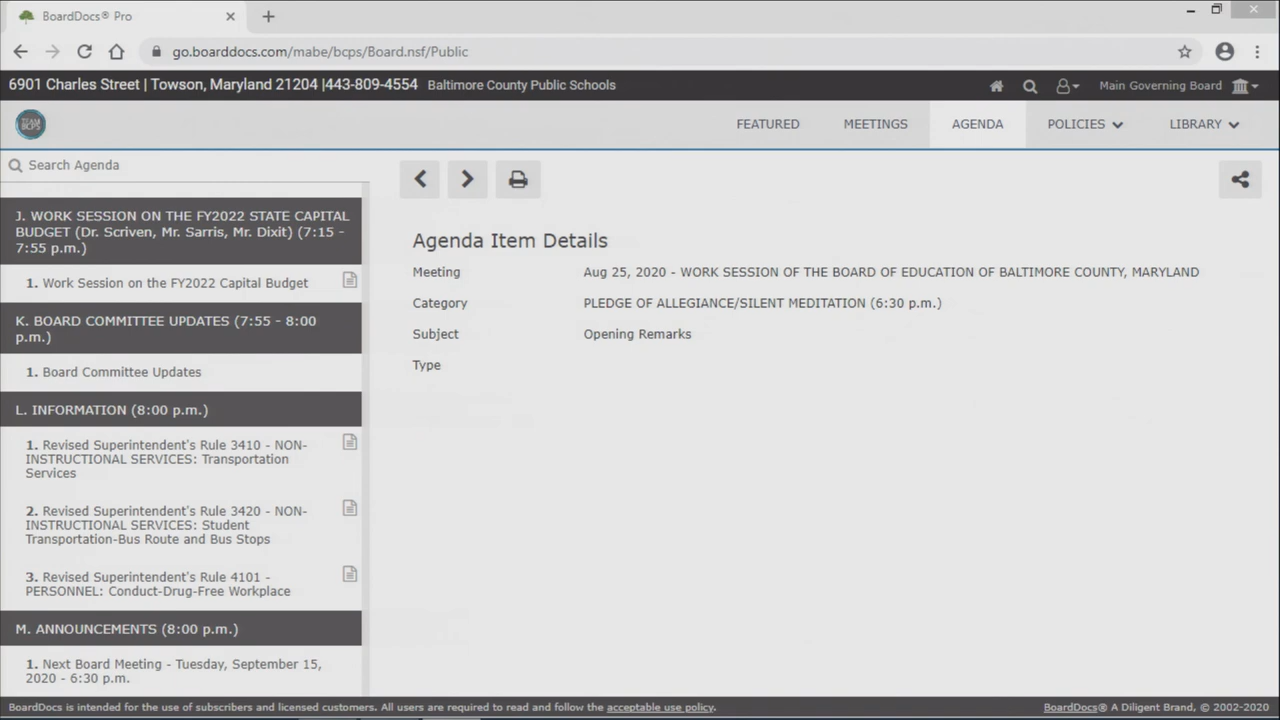 BoardDocs® Pro
go.boarddocs.com/mabe/bcps/Board.nsf/Public
6901 Charles Street | Towson, Maryland 21204 |443-809-4554 Baltimore County Public Schools
Main Governing Board
TEAM
BCPS
FEATURED MEETINGS AGENDA POLICIES LIBRARY
Search Agenda
J. WORK SESSION ON THE FY2022 STATE CAPITAL
BUDGET (Dr. Scriven, Mr. Sarris, Mr. Dixit) (7:15 -
7:55 p.m.)
1. Work Session on the FY2022 Capital Budget
K. BOARD COMMITTEE UPDATES (7:55 - 8:00
p.m.)
1. Board Committee Updates
L. INFORMATION (8:00 p.m.)
1. Revised Superintendent's Rule 3410 - NON-
INSTRUCTIONAL SERVICES: Transportation
Services
2. Revised Superintendent's Rule 3420 - NON-
INSTRUCTIONAL SERVICES: Student
Transportation-Bus Route and Bus Stops
3. Revised Superintendent's Rule 4101 -
PERSONNEL: Conduct-Drug-Free Workplace
M. ANNOUNCEMENTS (8:00 p.m.)
1. Next Board Meeting - Tuesday, September 15,
2020 - 6:30 p.m.
Agenda Item Details
Meeting Aug 25, 2020 - WORK SESSION OF THE BOARD OF EDUCATION OF BALTIMORE COUNTY, MARYLAND
Category PLEDGE OF ALLEGIANCE/SILENT MEDITATION (6:30 p.m.)
Subject Opening Remarks
Type
BoardDocs is intended for the use of subscribers and licensed customers. All users are required to read and follow the acceptable use policy.
BoardDocs® A Diligent Brand, © 2002-2020